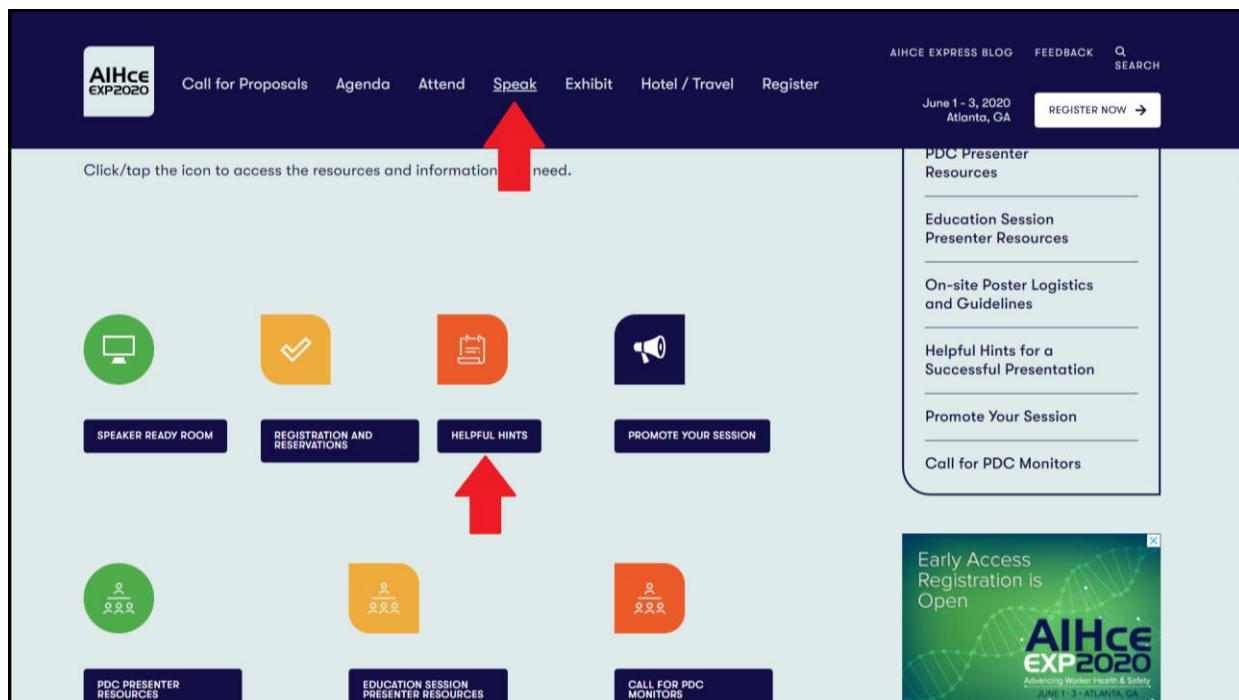 AIHce
EXP2020
Call for Proposals
Agenda
Attend
Speak
Exhibit
Hotel / Travel
Register
AIHCE EXPRESS BLOG
FEEDBACK
SEARCH
June 1 - 3, 2020
Atlanta, GA
REGISTER NOW →
Click/tap the icon to access the resources and information need.
SPEAKER READY ROOM
REGISTRATION AND
RESERVATIONS
HELPFUL HINTS
PROMOTE YOUR SESSION
PDC PRESENTER
RESOURCES
EDUCATION SESSION
PRESENTER RESOURCES
CALL FOR PDC
MONITORS
PDC Presenter
Resources
Education Session
Presenter Resources
On-site Poster Logistics
and Guidelines
Helpful Hints for a
Successful Presentation
Promote Your Session
Call for PDC Monitors
Early Access
Registration is
Open
AIHce
EXP2020
Advancing Worker Health & Safety
JUNE 1 - 3 • ATLANTA, GA